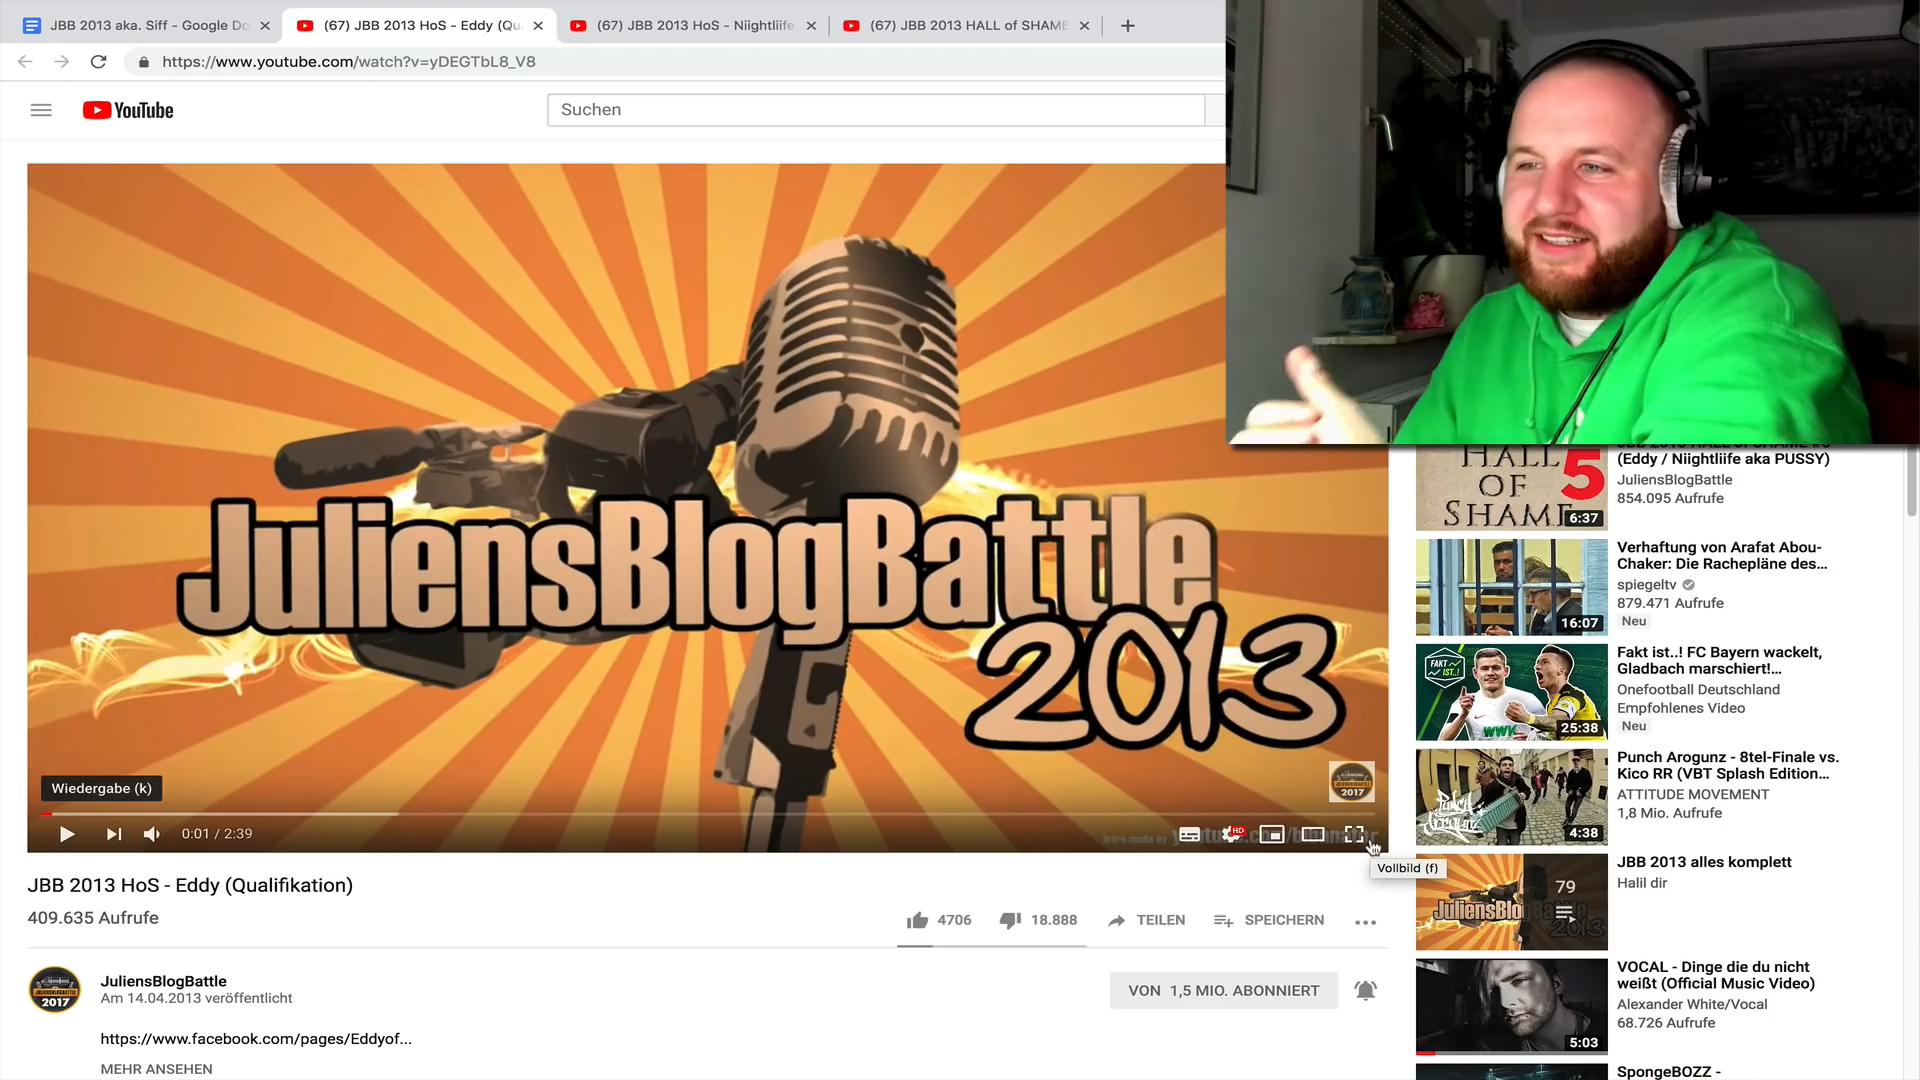 JBB 2013 aka. Siff - Google Do
(67) JBB 2013 HoS - Eddy (Qu
(67) JBB 2013 HoS - Niightliife
(67) JBB 2013 HALL of SHAME
https://www.youtube.com/watch?v=yDEGTbL8_V8
YouTube
Suchen
JuliensBlogBattle
2013
2017
Wiedergabe (k)
0:01 / 2:39
HD
Vollbild (f)
JBB 2013 HoS - Eddy (Qualifikation)
409.635 Aufrufe
4706
18.888
TEILEN
SPEICHERN
JuliensBlogBattle
Am 14.04.2013 veröffentlicht
2017
VON 1,5 MIO. ABONNIERT
https://www.facebook.com/pages/Eddyof...
MEHR ANSEHEN
HALL
OF
SHAME
5
6:37
(Eddy / Niightliife aka PUSSY)
JuliensBlogBattle
854.095 Aufrufe
16:07
Verhaftung von Arafat Abou-
Chaker: Die Rachepläne des...
spiegeltv
879.471 Aufrufe
Neu
FAKT
IST..!
WWK
25:38
Fakt ist..! FC Bayern wackelt,
Gladbach marschiert!...
Onefootball Deutschland
Empfohlenes Video
Neu
Punch
Arogunz
4:38
Punch Arogunz - 8tel-Finale vs.
Kico RR (VBT Splash Edition...
ATTITUDE MOVEMENT
1,8 Mio. Aufrufe
79
JBB 2013 alles komplett
Halil dir
5:03
VOCAL - Dinge die du nicht
weißt (Official Music Video)
Alexander White/Vocal
68.726 Aufrufe
SpongeBOZZ -